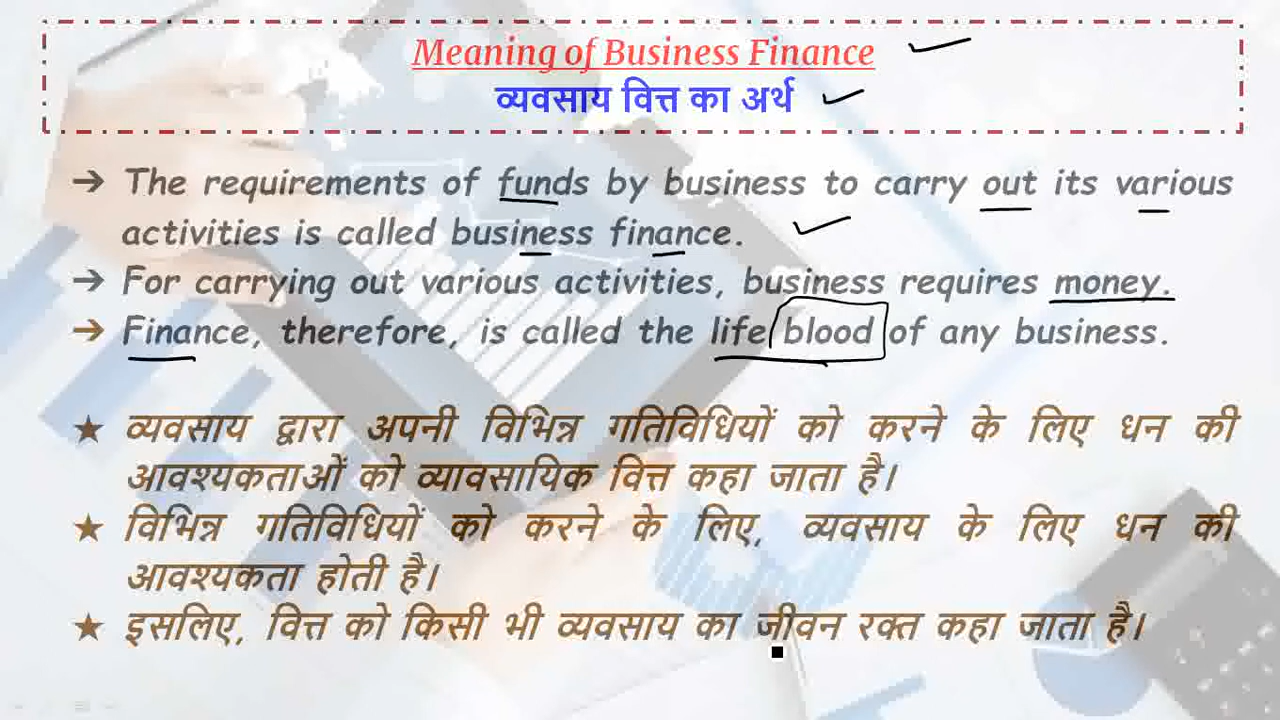 Meaning of Business Finance
व्यवसाय वित्त का अर्थ
➔ The requirements of funds by business to carry out its various
activities is called business finance.
➔ For carrying out various activities, business requires money.
➔ Finance, therefore, is called the life blood of any business.
★ व्यवसाय द्वारा अपनी विभिन्न गतिविधियों को करने के लिए धन की
आवश्यकताओं को व्यावसायिक वित्त कहा जाता है।
★ विभिन्न गतिविधियों को करने के लिए, व्यवसाय के लिए धन की
आवश्यकता होती है।
★ इसलिए, वित्त को किसी भी व्यवसाय का जीवन रक्त कहा जाता है।